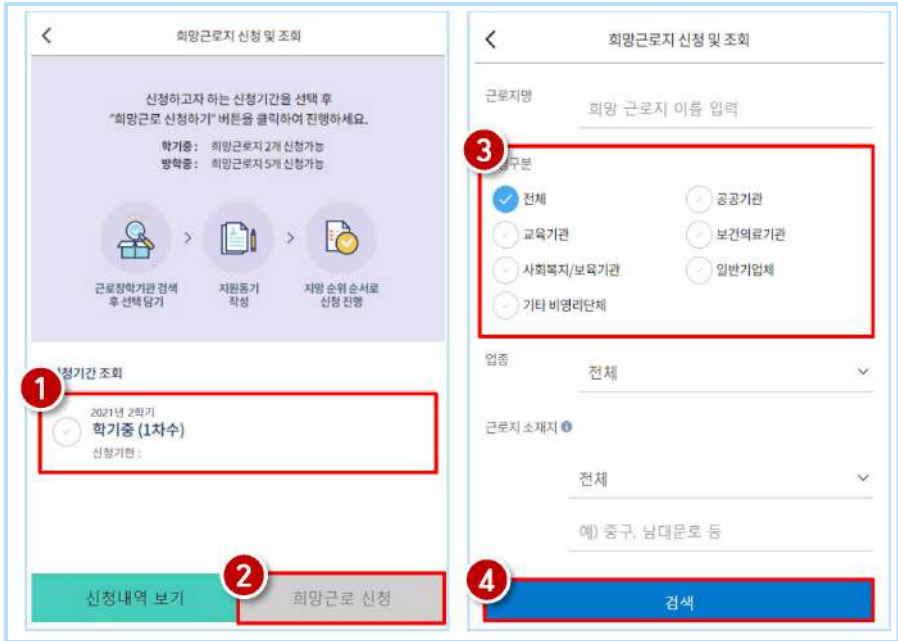 희망근로지 신청 및 조회
신청하고자 하는 신청기간을 선택 후
"희망근로 신청하기" 버튼을 클릭하여 진행하세요.
학기중 : 희망근로지 2개 신청가능
방학중 : 희망근로지 5개 신청가능
근로장학기관 검색
후 선택 담기
지원동기
작성
지망 순위 순서로
신청 진행
청기간 조회
1
2021년 2학기
학기중 (1차수)
신청기한 :
2
신청내역 보기
희망근로 신청
희망근로지 신청 및 조회
근로지명
희망 근로지 이름 입력
3
구분
전체
공공기관
교육기관
보건의료기관
사회복지/보육기관
일반기업체
기타 비영리단체
업종
전체
근로지 소재지
전체
예) 중구, 남대문로 등
4
검색